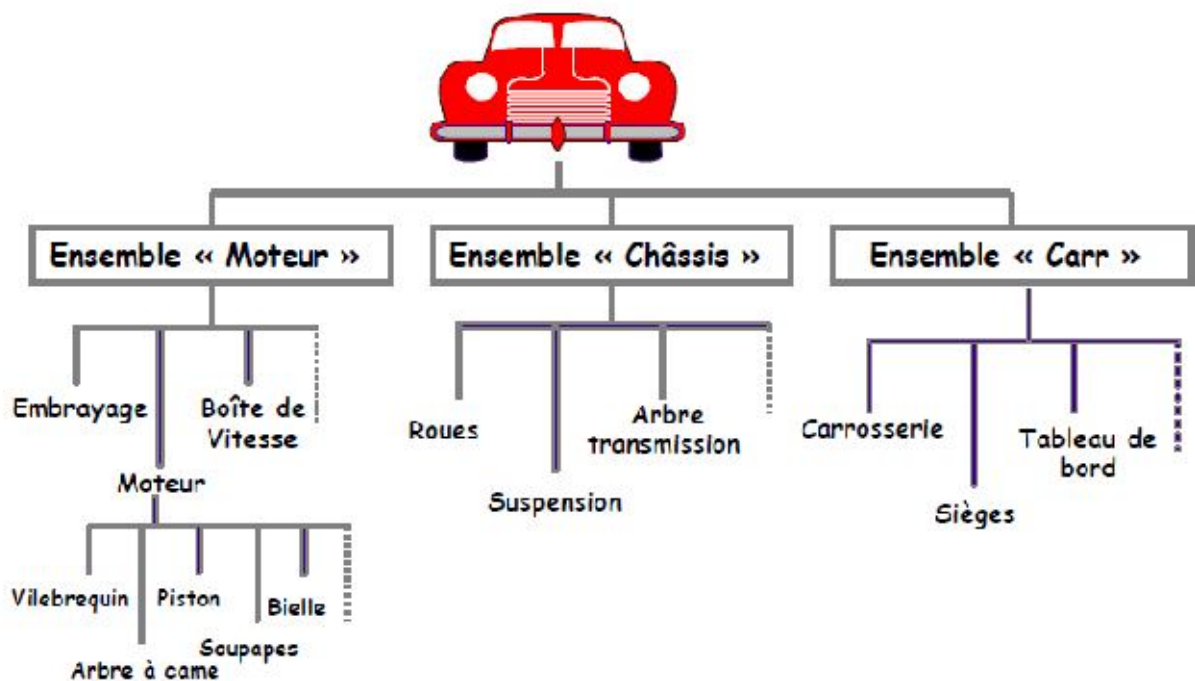 Ensemble « Moteur »
Ensemble « Châssis »
Ensemble « Carr »
Embrayage
Boîte de
Vitesse
Moteur
Vilebrequin
Piston
Bielle
Soupapes
Arbre à came
Roues
Arbre
transmission
Suspension
Carrosserie
Tableau de
bord
Sièges